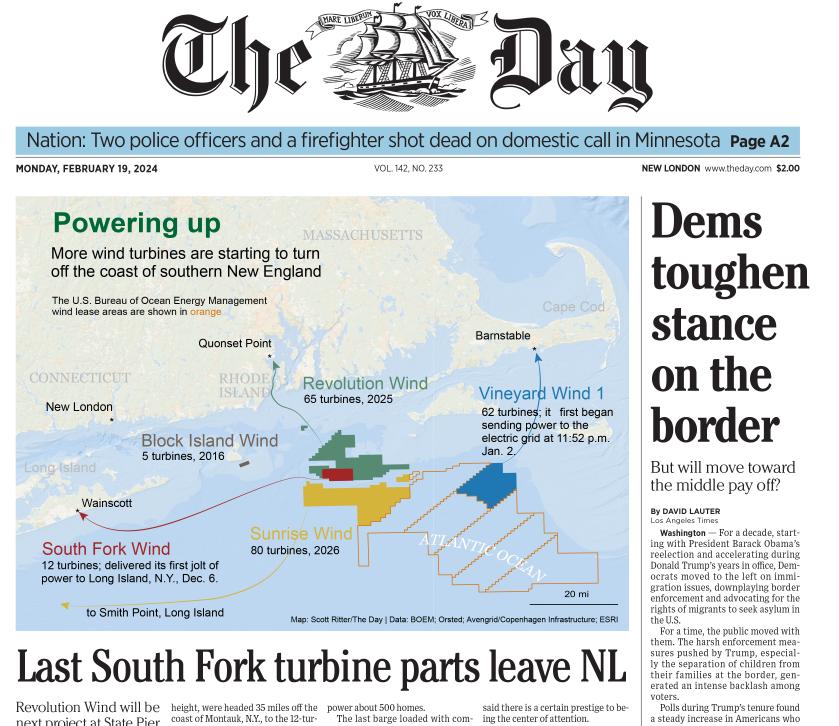 The Day
MARE LIBERUM VOX LIBERA
Nation: Two police officers and a firefighter shot dead on domestic call in Minnesota Page A2
MONDAY, FEBRUARY 19, 2024
VOL. 142, NO. 233
NEW LONDON www.theday.com $2.00
Powering up
More wind turbines are starting to turn
off the coast of southern New England
The U.S. Bureau of Ocean Energy Management
wind lease areas are shown in orange
MASSACHUSETTS
Cape Cod
Quonset Point
Barnstable
CONNECTICUT
RHODE
ISLAND
New London
Revolution Wind
65 turbines, 2025
Vineyard Wind 1
62 turbines; it first began
sending power to the
electric grid at 11:52 p.m.
Jan. 2.
Block Island Wind
5 turbines, 2016
Long Island
Wainscott
South Fork Wind
12 turbines; delivered its first jolt of
power to Long Island, N.Y., Dec. 6.
Sunrise Wind
80 turbines, 2026
ATLANTIC OCEAN
20 mi
to Smith Point, Long Island
Map: Scott Ritter/The Day | Data: BOEM; Orsted; Avengrid/Copenhagen Infrastructure; ESRI
Last South Fork turbine parts leave NL
Revolution Wind will be
next project at State Pier
height, were headed 35 miles off the
coast of Montauk, N.Y., to the 12-tur-
power about 500 homes.
The last barge loaded with com-
said there is a certain prestige to be-
ing the center of attention.
Dems
toughen
stance
on the
border
But will move toward
the middle pay off?
By DAVID LAUTER
Los Angeles Times
Washington — For a decade, start-
ing with President Barack Obama's
reelection and accelerating during
Donald Trump's years in office, Dem-
ocrats moved to the left on immi-
gration issues, downplaying border
enforcement and advocating for the
rights of migrants to seek asylum in
the U.S.
For a time, the public moved with
them. The harsh enforcement mea-
sures pushed by Trump, especial-
ly the separation of children from
their families at the border, gen-
erated an intense backlash among
voters.
Polls during Trump's tenure found
a steady increase in Americans who